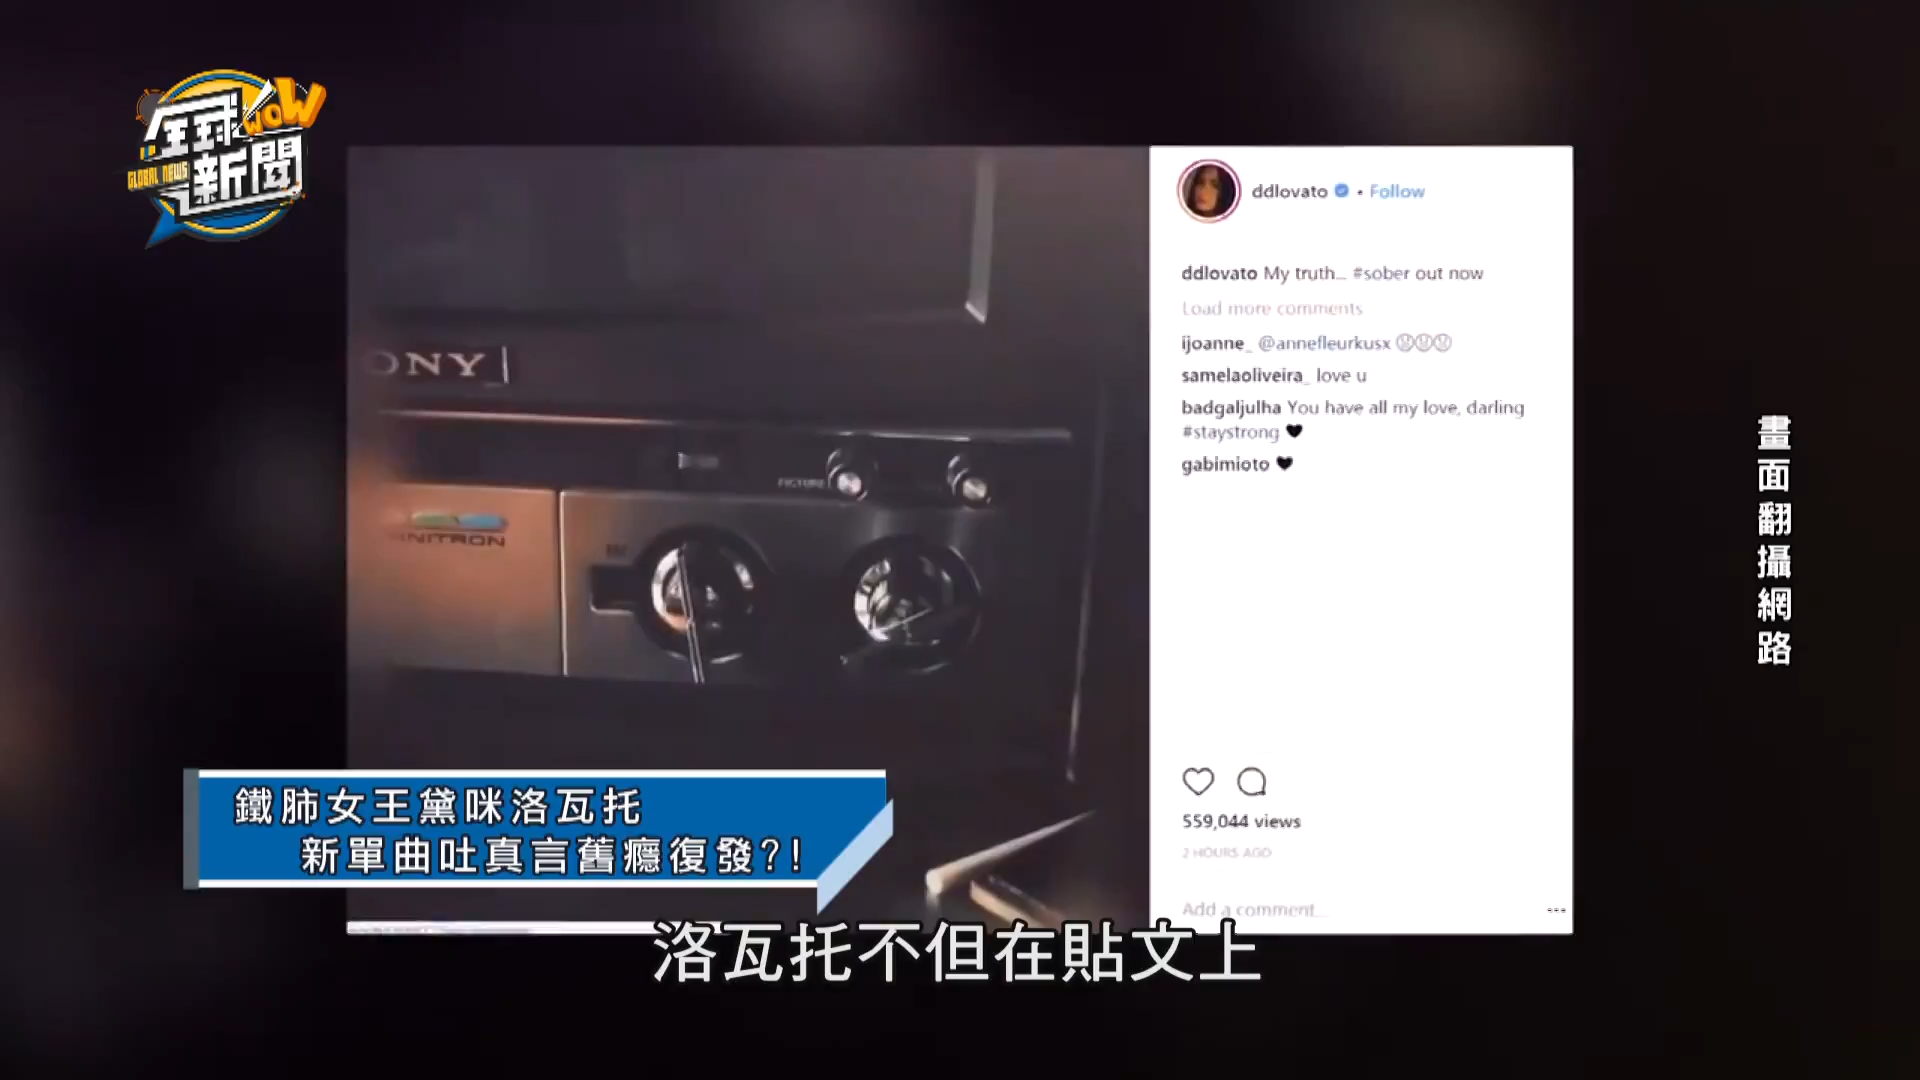 全球新聞
WOW
GLOBAL NEWS
ONY
PICTURE
INITRON
ddlovato • Follow
ddlovato My truth... #sober out now
Load more comments
ijoanne_ @annefleurkusx
samelaoliveira_ love u
badgaljulha You have all my love, darling
#staystrong 🖤
gabimioto 🖤
559,044 views
2 HOURS AGO
Add a comment...
畫面翻攝網路
鐵肺女王黛咪洛瓦托
新單曲吐真言舊癮復發?!
洛瓦托不但在貼文上